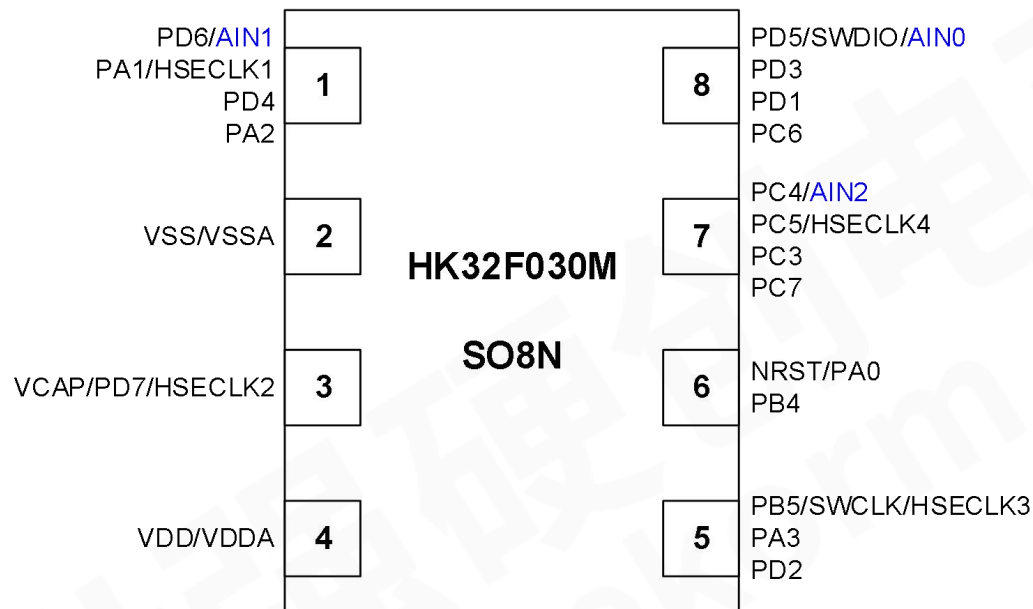 PD6/AIN1
PA1/HSECLK1
PD4
PA2
1
VSS/VSSA
2
VCAP/PD7/HSECLK2
3
VDD/VDDA
4
HK32F030M
SO8N
8
PD5/SWDIO/AIN0
PD3
PD1
PC6
7
PC4/AIN2
PC5/HSECLK4
PC3
PC7
6
NRST/PA0
PB4
5
PB5/SWCLK/HSECLK3
PA3
PD2